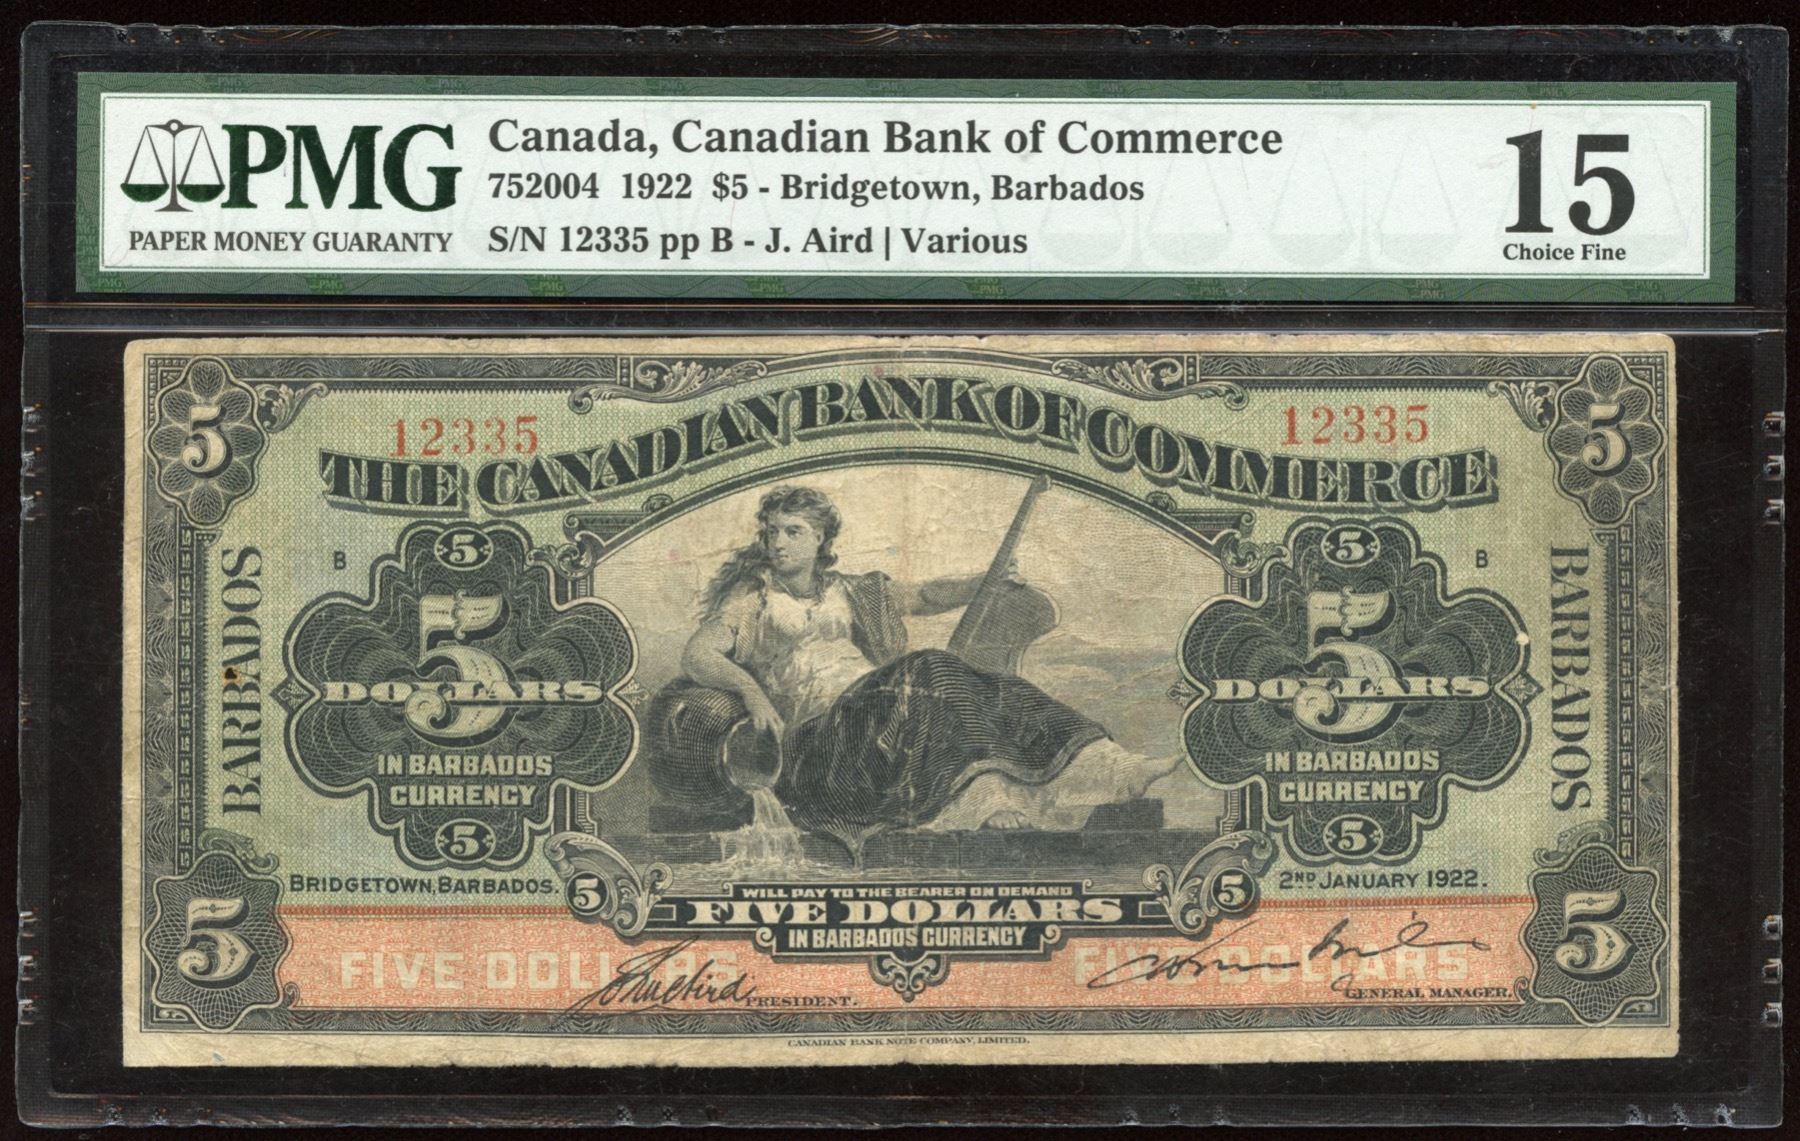 PMG
PAPER MONEY GUARANTY
Canada, Canadian Bank of Commerce
752004 1922 $5 - Bridgetown, Barbados
S/N 12335 pp B - J. Aird | Various
15
Choice Fine
5
5
12335
12335
THE CANADIAN BANK OF COMMERCE
BARBADOS
BARBADOS
B
B
5
5
DOLLARS
IN BARBADOS
CURRENCY
5
5
5
DOLLARS
IN BARBADOS
CURRENCY
5
BRIDGETOWN, BARBADOS.
2ND JANUARY 1922.
5
5
WILL PAY TO THE BEARER ON DEMAND
FIVE DOLLARS
IN BARBADOS CURRENCY
FIVE DOLLARS
FIVE DOLLARS
5
5
PRESIDENT.
GENERAL MANAGER.
CANADIAN BANK NOTE COMPANY, LIMITED.